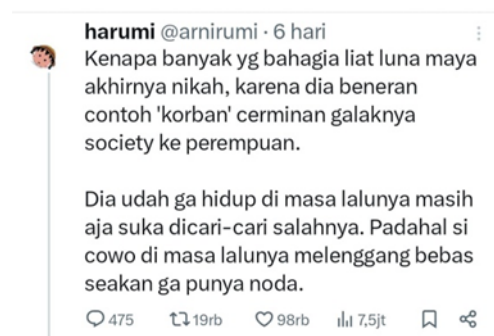 harumi @arnirumi · 6 hari
Kenapa banyak yg bahagia liat luna maya
akhirnya nikah, karena dia beneran
contoh 'korban' cerminan galaknya
society ke perempuan.
Dia udah ga hidup di masa lalunya masih
aja suka dicari-cari salahnya. Padahal si
cowo di masa lalunya melenggang bebas
seakan ga punya noda.
475 19rb 98rb 7,5jt